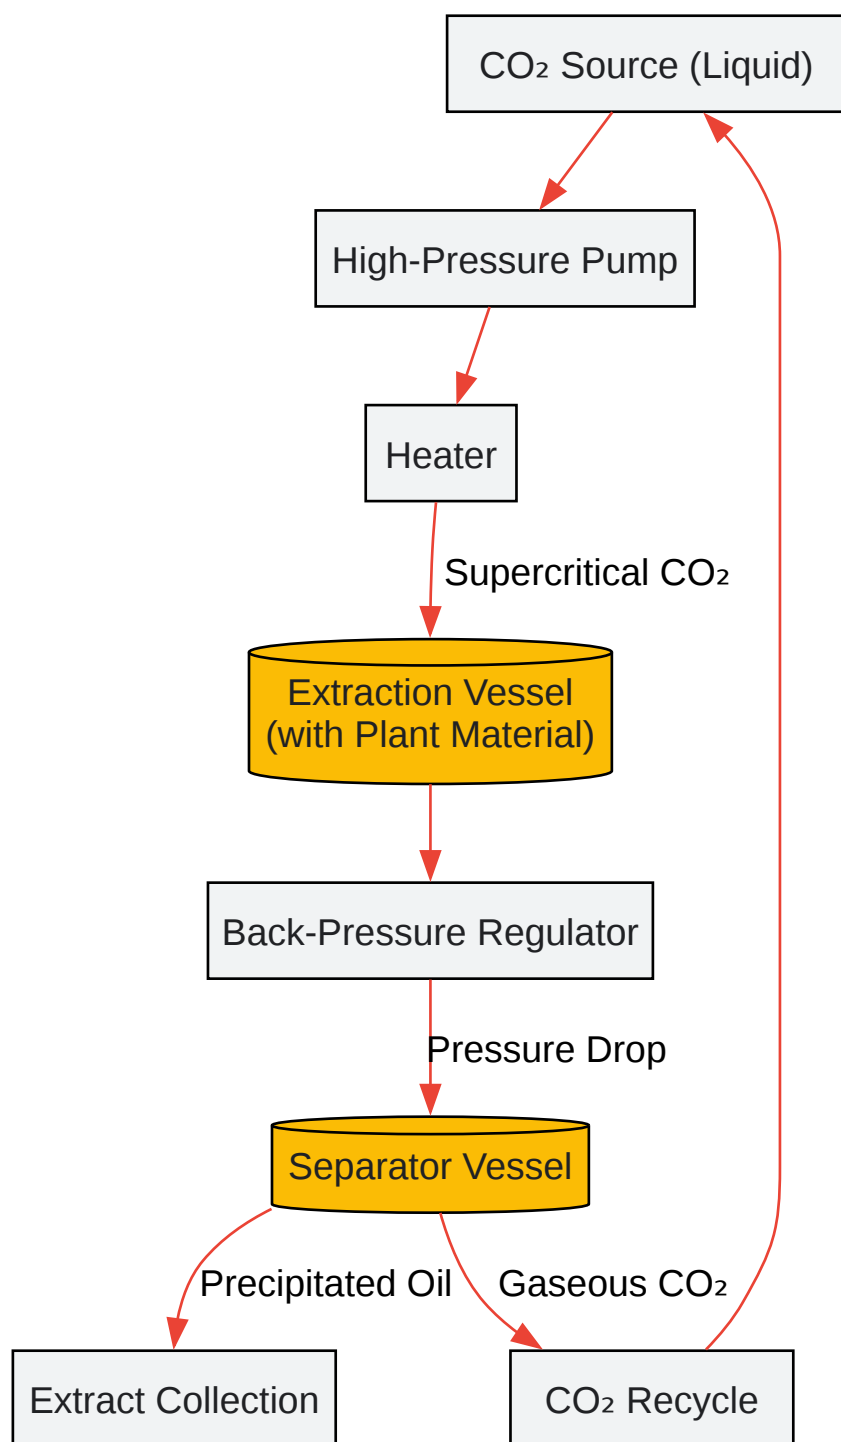 CO₂ Source (Liquid)
High-Pressure Pump
Heater
Supercritical CO₂
Extraction Vessel
(with Plant Material)
Back-Pressure Regulator
Pressure Drop
Separator Vessel
Precipitated Oil
Gaseous CO₂
Extract Collection
CO₂ Recycle